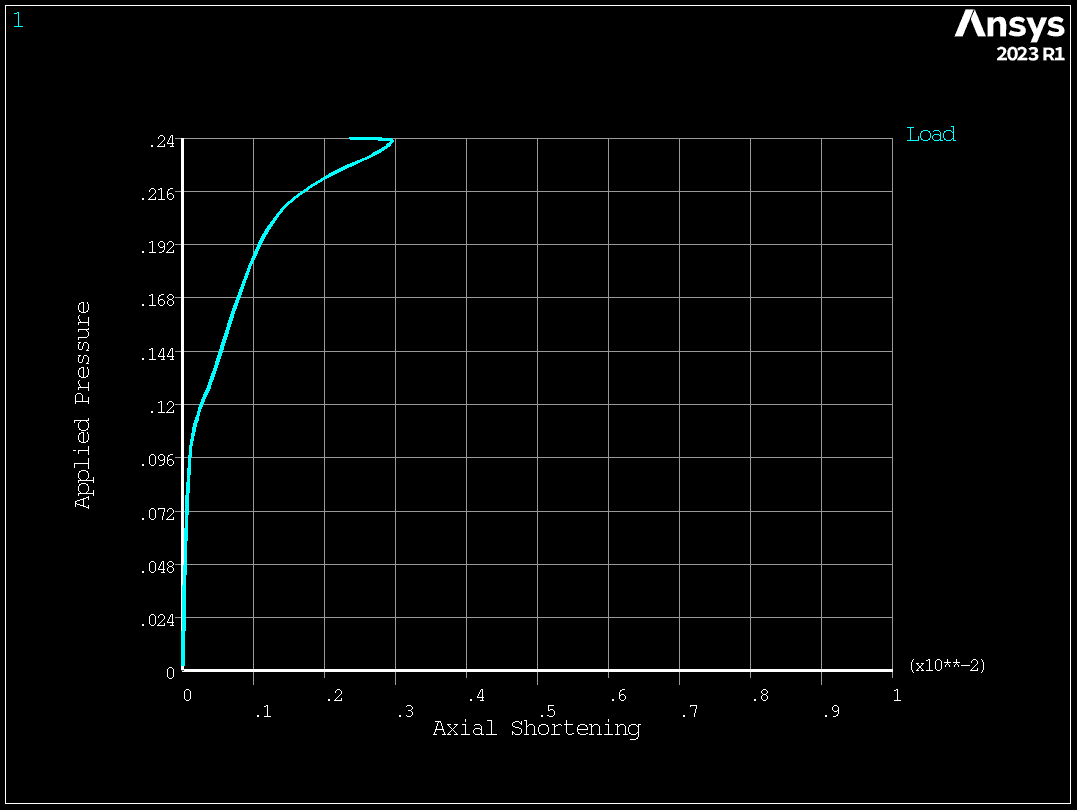 1
Ansys
2023 R1
Load
.24
.216
.192
.168
.144
.12
.096
.072
.048
.024
0
Applied Pressure
(x10**-2)
0 .2 .4 .6 .8 1
.1 .3 .5 .7 .9
Axial Shortening